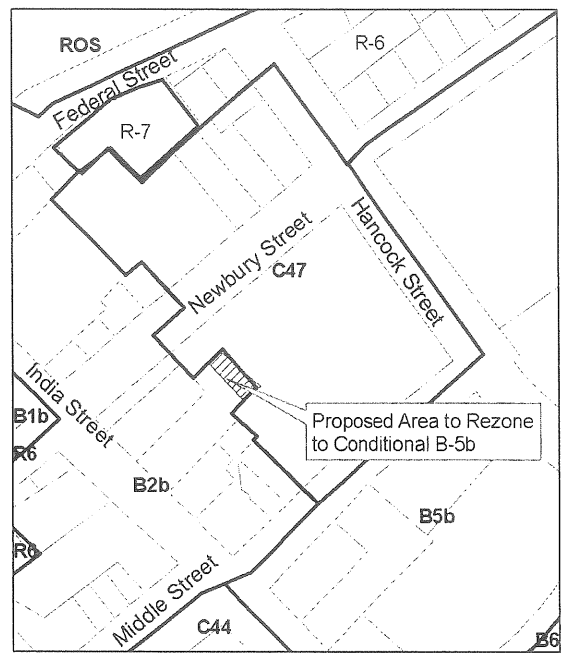 ROS
R-6
Federal Street
R-7
Hancock Street
Newbury Street
C47
India Street
B1b
R6
Proposed Area to Rezone
to Conditional B-5b
B2b
B5b
R6
Middle Street
C44
B6